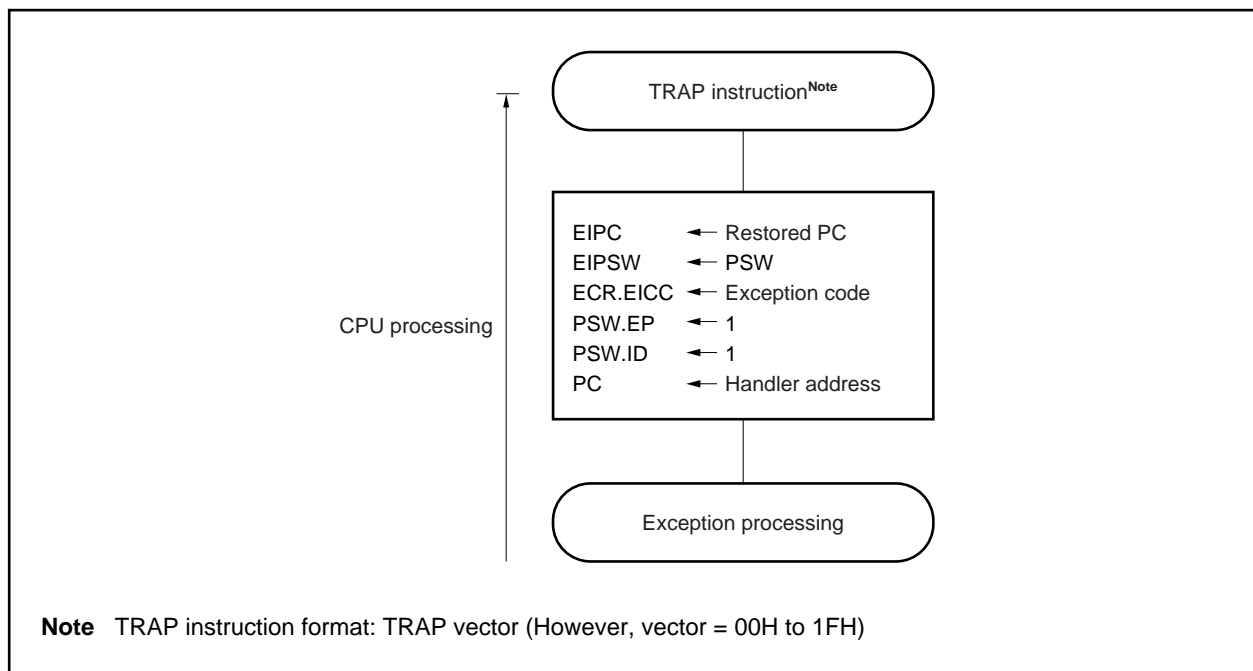 TRAP instructionNote
EIPC ← Restored PC
EIPSW ← PSW
ECR.EICC ← Exception code
PSW.EP ← 1
PSW.ID ← 1
PC ← Handler address
CPU processing
Exception processing
Note TRAP instruction format: TRAP vector (However, vector = 00H to 1FH)